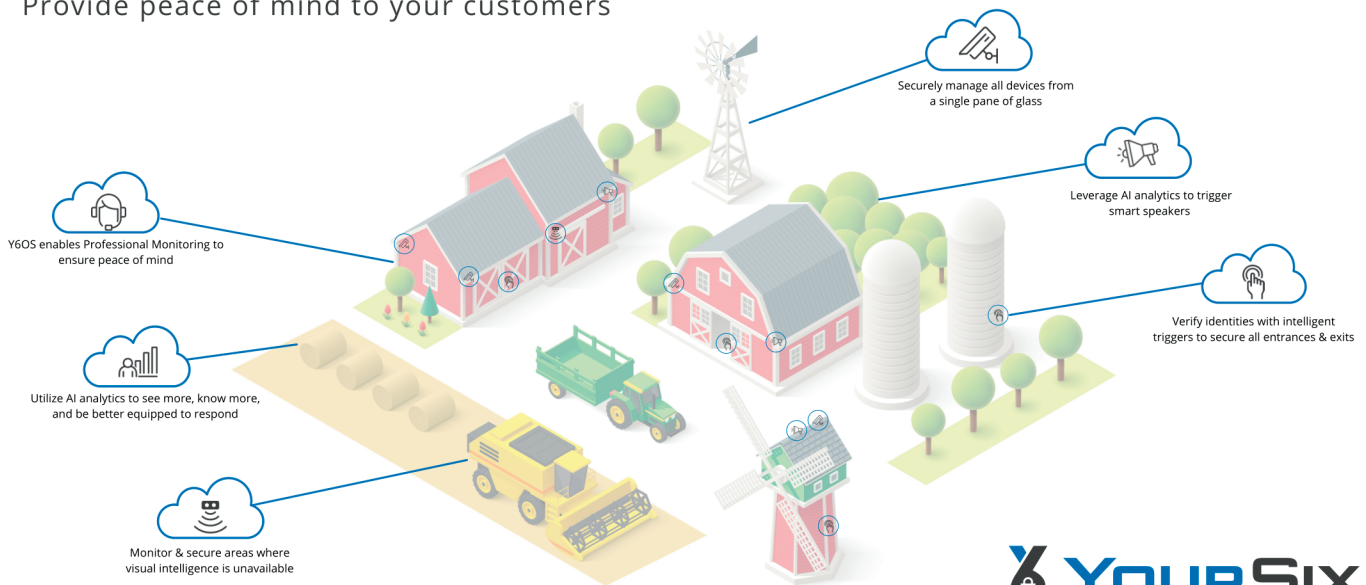 Provide peace of mind to your customers
Securely manage all devices from
a single pane of glass
Leverage AI analytics to trigger
smart speakers
Y6OS enables Professional Monitoring to
ensure peace of mind
Verify identities with intelligent
triggers to secure all entrances & exits
Utilize AI analytics to see more, know more,
and be better equipped to respond
Monitor & secure areas where
visual intelligence is unavailable
YOURSIX